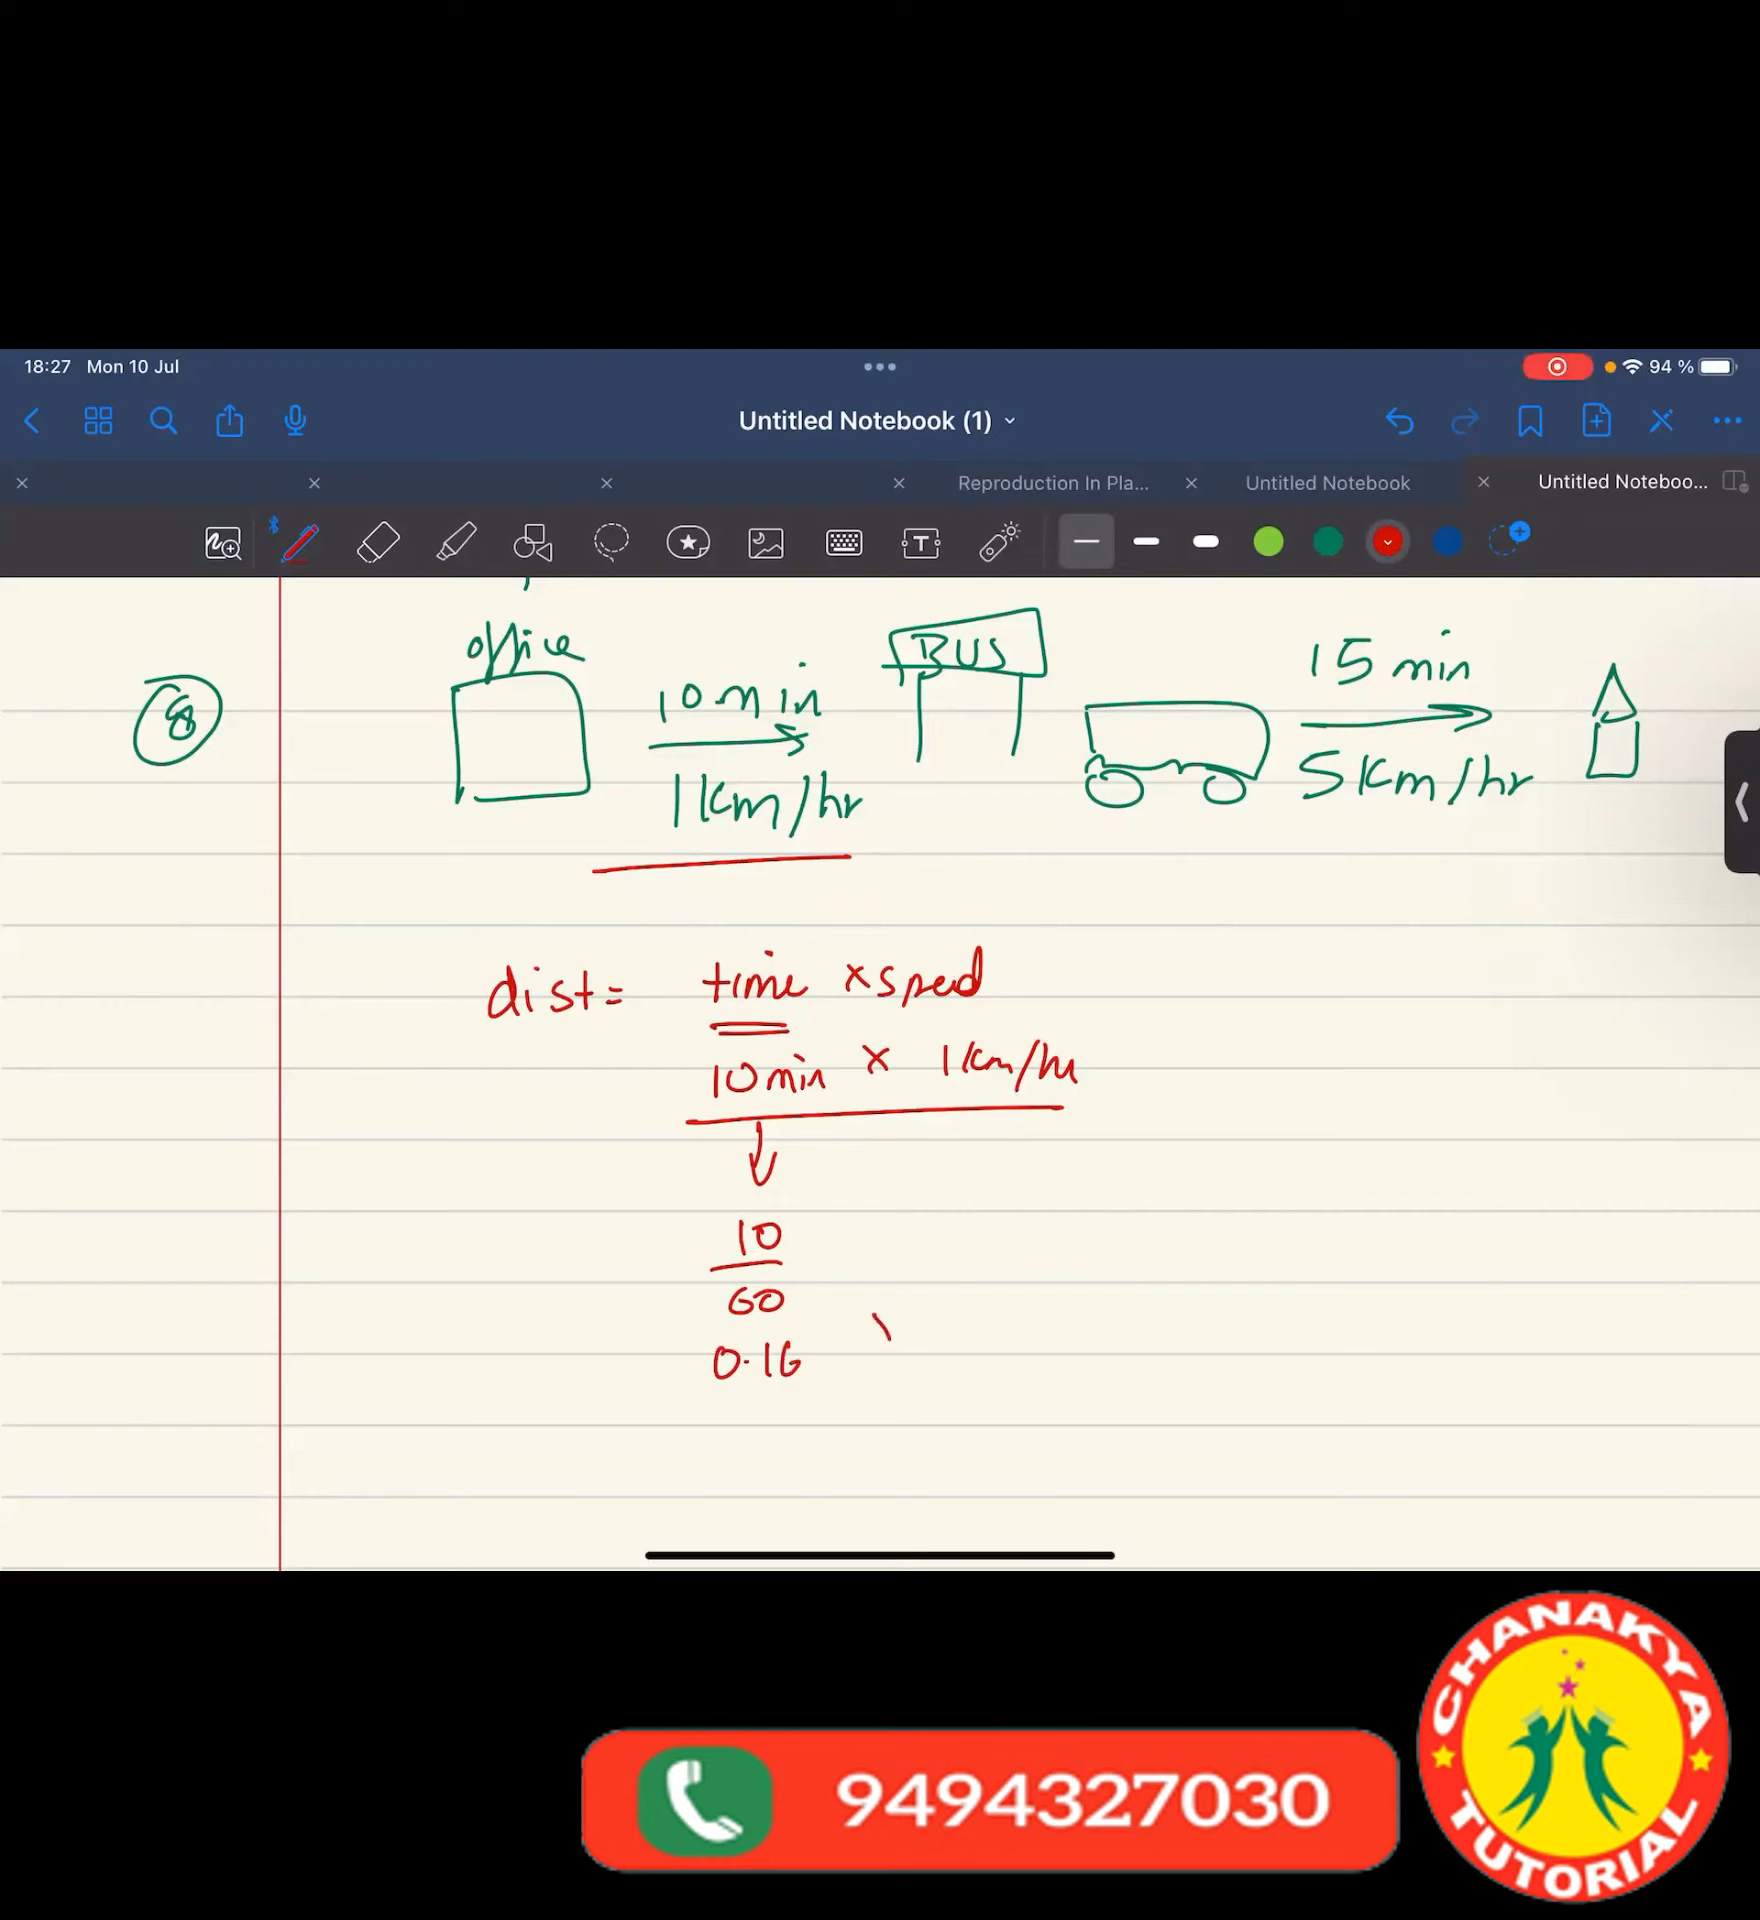 18:27 Mon 10 Jul
94 %
Untitled Notebook (1)
Reproduction In Pla...
Untitled Notebook
Untitled Noteboo...
T
office
BUS
8
10 min
15 min
1 km/hr
5 km/hr
dist = time × speed
10 min × 1 km/hr
10
60
0.16
9494327030
CHANAKYA
TUTORIAL